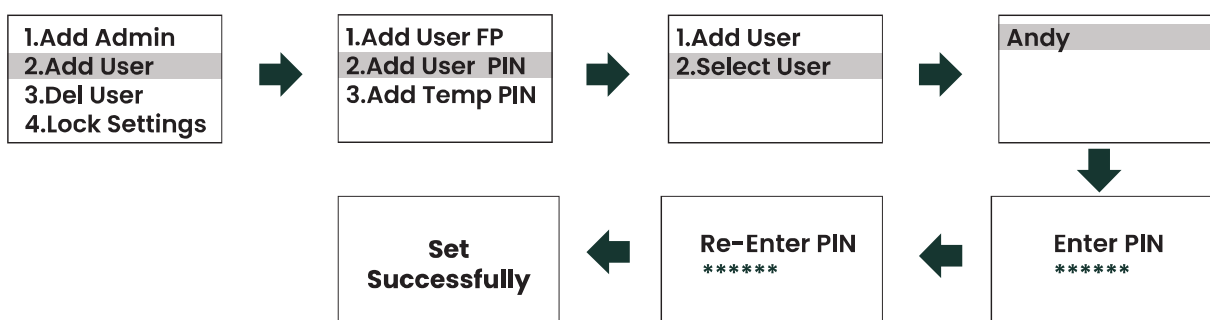 1.Add Admin
2.Add User
3.Del User
4.Lock Settings
1.Add User FP
2.Add User PIN
3.Add Temp PIN
1.Add User
2.Select User
Andy
Enter PIN
******
Re-Enter PIN
******
Set
Successfully